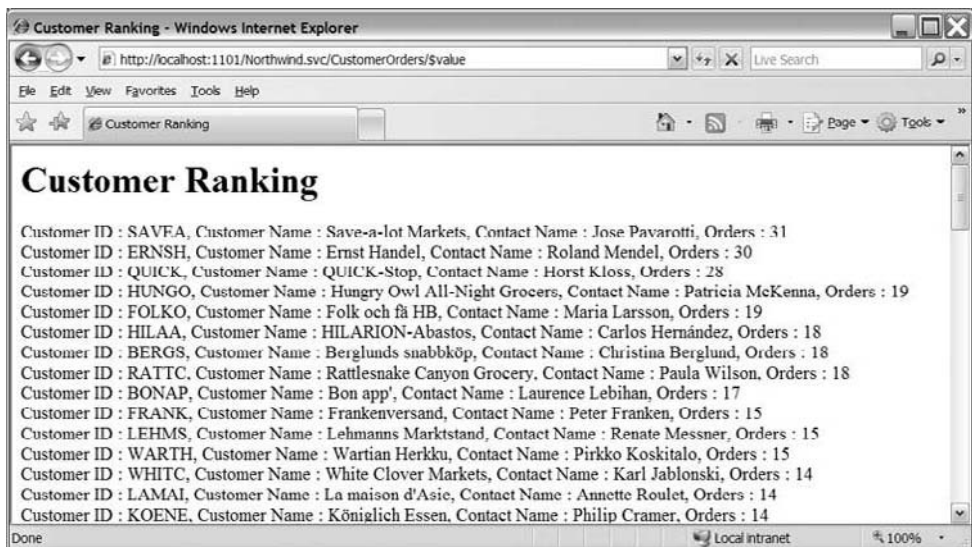 Customer Ranking - Windows Internet Explorer
http://localhost:1101/Northwind.svc/CustomerOrders/$value
Live Search
File Edit View Favorites Tools Help
Customer Ranking
Page Tools »
Customer Ranking
Customer ID : SAVEA, Customer Name : Save-a-lot Markets, Contact Name : Jose Pavarotti, Orders : 31
Customer ID : ERNSH, Customer Name : Ernst Handel, Contact Name : Roland Mendel, Orders : 30
Customer ID : QUICK, Customer Name : QUICK-Stop, Contact Name : Horst Kloss, Orders : 28
Customer ID : HUNGO, Customer Name : Hungry Owl All-Night Grocers, Contact Name : Patricia McKenna, Orders : 19
Customer ID : FOLKO, Customer Name : Folk och fä HB, Contact Name : Maria Larsson, Orders : 19
Customer ID : HILAA, Customer Name : HILARION-Abastos, Contact Name : Carlos Hernández, Orders : 18
Customer ID : BERGS, Customer Name : Berglunds snabbköp, Contact Name : Christina Berglund, Orders : 18
Customer ID : RATTC, Customer Name : Rattlesnake Canyon Grocery, Contact Name : Paula Wilson, Orders : 18
Customer ID : BONAP, Customer Name : Bon app', Contact Name : Laurence Lebihan, Orders : 17
Customer ID : FRANK, Customer Name : Frankenversand, Contact Name : Peter Franken, Orders : 15
Customer ID : LEHMS, Customer Name : Lehmanns Marktstand, Contact Name : Renate Messner, Orders : 15
Customer ID : WARTH, Customer Name : Wartian Herkku, Contact Name : Pirkko Koskitalo, Orders : 15
Customer ID : WHITC, Customer Name : White Clover Markets, Contact Name : Karl Jablonski, Orders : 14
Customer ID : LAMAI, Customer Name : La maison d'Asie, Contact Name : Annette Roulet, Orders : 14
Customer ID : KOENE, Customer Name : Königlich Essen, Contact Name : Philip Cramer, Orders : 14
Done
Local intranet
100%